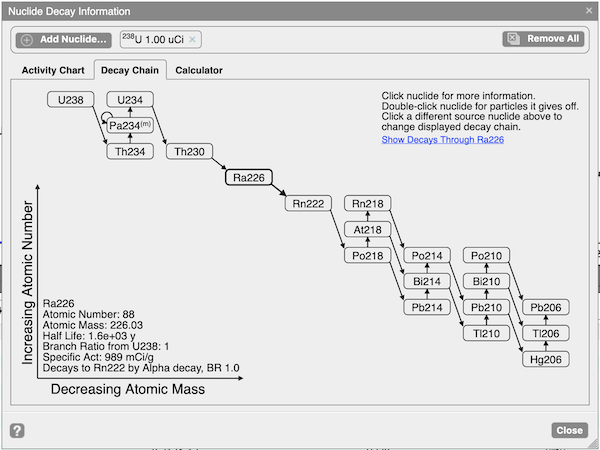 Nuclide Decay Information
Add Nuclide...
238U 1.00 uCi
Remove All
Activity Chart
Decay Chain
Calculator
Click nuclide for more information.
Double-click nuclide for particles it gives off.
Click a different source nuclide above to
change displayed decay chain.
Show Decays Through Ra226
U238
U234
Pa234(m)
Th234
Th230
Ra226
Rn222
Rn218
At218
Po218
Po214
Bi214
Pb214
Po210
Bi210
Pb210
Tl210
Pb206
Tl206
Hg206
Increasing Atomic Number
Ra226
Atomic Number: 88
Atomic Mass: 226.03
Half Life: 1.6e+03 y
Branch Ratio from U238: 1
Specific Act: 989 mCi/g
Decays to Rn222 by Alpha decay, BR 1.0
Decreasing Atomic Mass
?
Close